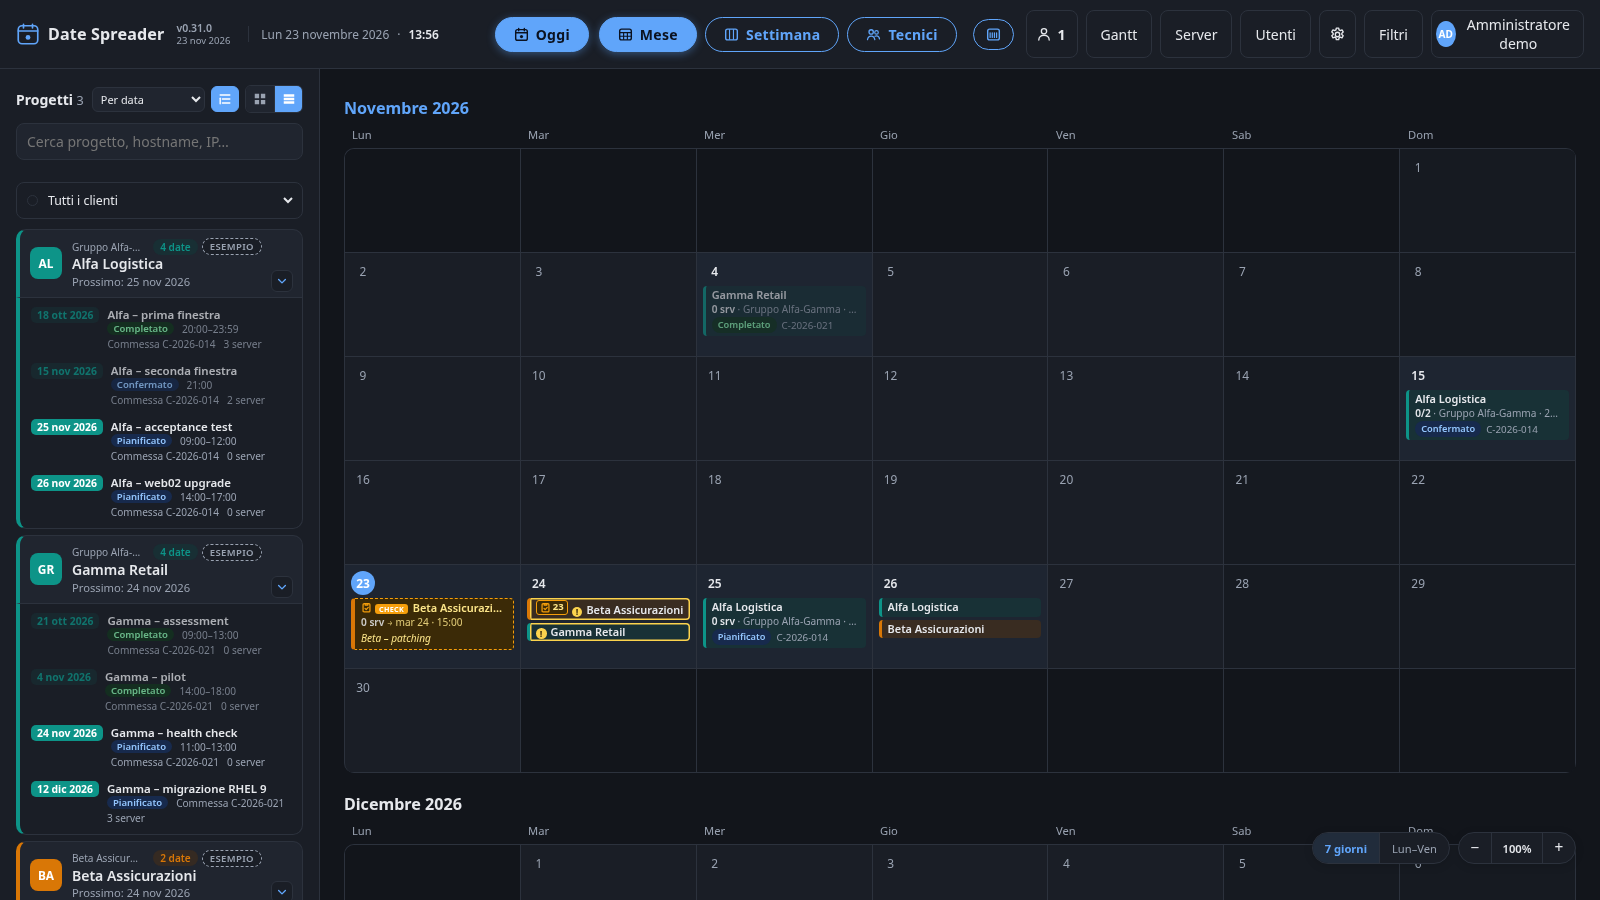 Date Spreader
v0.31.0
23 nov 2026
Lun 23 novembre 2026 · 13:56
Oggi
Mese
Settimana
Tecnici
1
Gantt
Server
Utenti
Filtri
AD
Amministratore
demo
Progetti 3
Per data
Cerca progetto, hostname, IP...
Tutti i clienti
AL
Gruppo Alfa-... 4 date ESEMPIO
Alfa Logistica
Prossimo: 25 nov 2026
18 ott 2026 Alfa – prima finestra
Completato 20:00–23:59
Commessa C-2026-014 3 server
15 nov 2026 Alfa – seconda finestra
Confermato 21:00
Commessa C-2026-014 2 server
25 nov 2026 Alfa – acceptance test
Pianificato 09:00–12:00
Commessa C-2026-014 0 server
26 nov 2026 Alfa – web02 upgrade
Pianificato 14:00–17:00
Commessa C-2026-014 0 server
GR
Gruppo Alfa-... 4 date ESEMPIO
Gamma Retail
Prossimo: 24 nov 2026
21 ott 2026 Gamma – assessment
Completato 09:00–13:00
Commessa C-2026-021 0 server
4 nov 2026 Gamma – pilot
Completato 14:00–18:00
Commessa C-2026-021 0 server
24 nov 2026 Gamma – health check
Pianificato 11:00–13:00
Commessa C-2026-021 0 server
12 dic 2026 Gamma – migrazione RHEL 9
Pianificato Commessa C-2026-021
3 server
BA
Beta Assicur... 2 date ESEMPIO
Beta Assicurazioni
Prossimo: 24 nov 2026
Novembre 2026
Lun Mar Mer Gio Ven Sab Dom
1
2 3 4 5 6 7 8
Gamma Retail
0 srv · Gruppo Alfa-Gamma · ...
Completato C-2026-021
9 10 11 12 13 14 15
Alfa Logistica
0/2 · Gruppo Alfa-Gamma · 2...
Confermato C-2026-014
16 17 18 19 20 21 22
23 24 25 26 27 28 29
CHECK Beta Assicurazi...
0 srv → mar 24 · 15:00
Beta – patching
23 ! Beta Assicurazioni
! Gamma Retail
Alfa Logistica
0 srv · Gruppo Alfa-Gamma · ...
Pianificato C-2026-014
Alfa Logistica
Beta Assicurazioni
30
Dicembre 2026
Lun Mar Mer Gio Ven Sab Dom
1 2 3 4 5 6
7 giorni
Lun–Ven
− 100% +